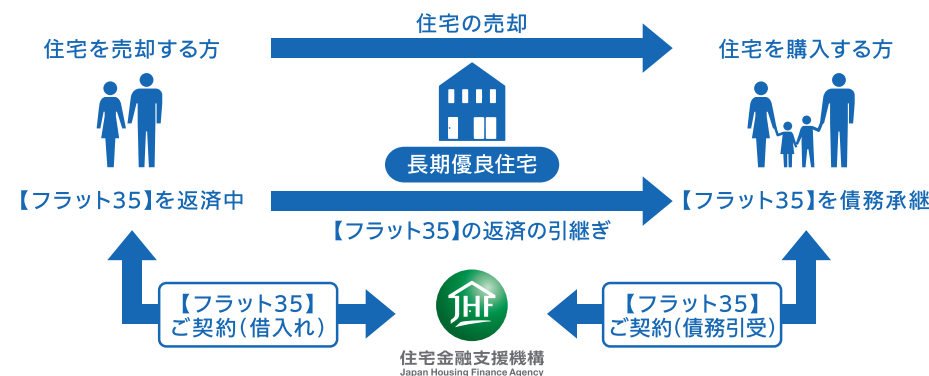 住宅の売却
住宅を売却する方
住宅を購入する方
長期優良住宅
【フラット35】を返済中
【フラット35】を債務承継
【フラット35】の返済の引継ぎ
【フラット35】
ご契約(借入れ)
JHF
【フラット35】
ご契約(債務引受)
住宅金融支援機構
Japan Housing Finance Agency